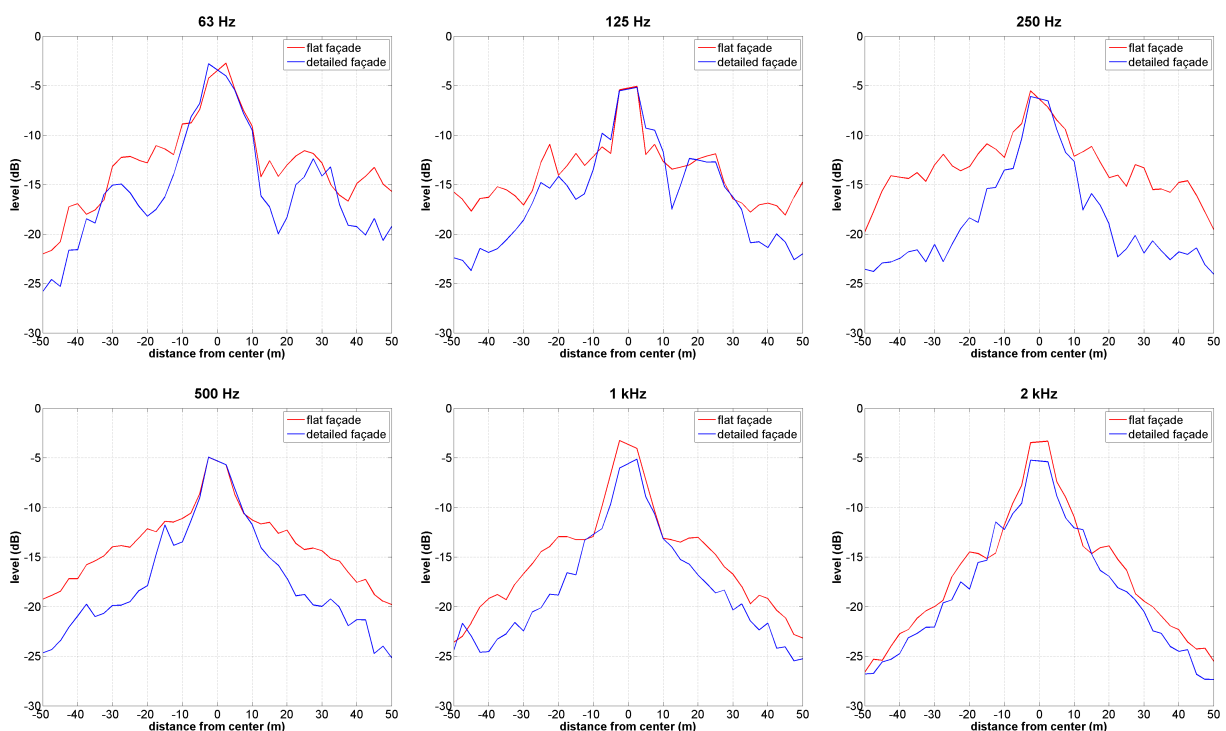 63 Hz
0
-5
-10
-15
-20
-25
-30
level (dB)
flat façade
detailed façade
-50 -40 -30 -20 -10 0 10 20 30 40 50
distance from center (m)
125 Hz
0
-5
-10
-15
-20
-25
-30
level (dB)
flat façade
detailed façade
-50 -40 -30 -20 -10 0 10 20 30 40 50
distance from center (m)
250 Hz
0
-5
-10
-15
-20
-25
-30
level (dB)
flat façade
detailed façade
-50 -40 -30 -20 -10 0 10 20 30 40 50
distance from center (m)
500 Hz
0
-5
-10
-15
-20
-25
-30
level (dB)
flat façade
detailed façade
-50 -40 -30 -20 -10 0 10 20 30 40 50
distance from center (m)
1 kHz
0
-5
-10
-15
-20
-25
-30
level (dB)
flat façade
detailed façade
-50 -40 -30 -20 -10 0 10 20 30 40 50
distance from center (m)
2 kHz
0
-5
-10
-15
-20
-25
-30
level (dB)
flat façade
detailed façade
-50 -40 -30 -20 -10 0 10 20 30 40 50
distance from center (m)